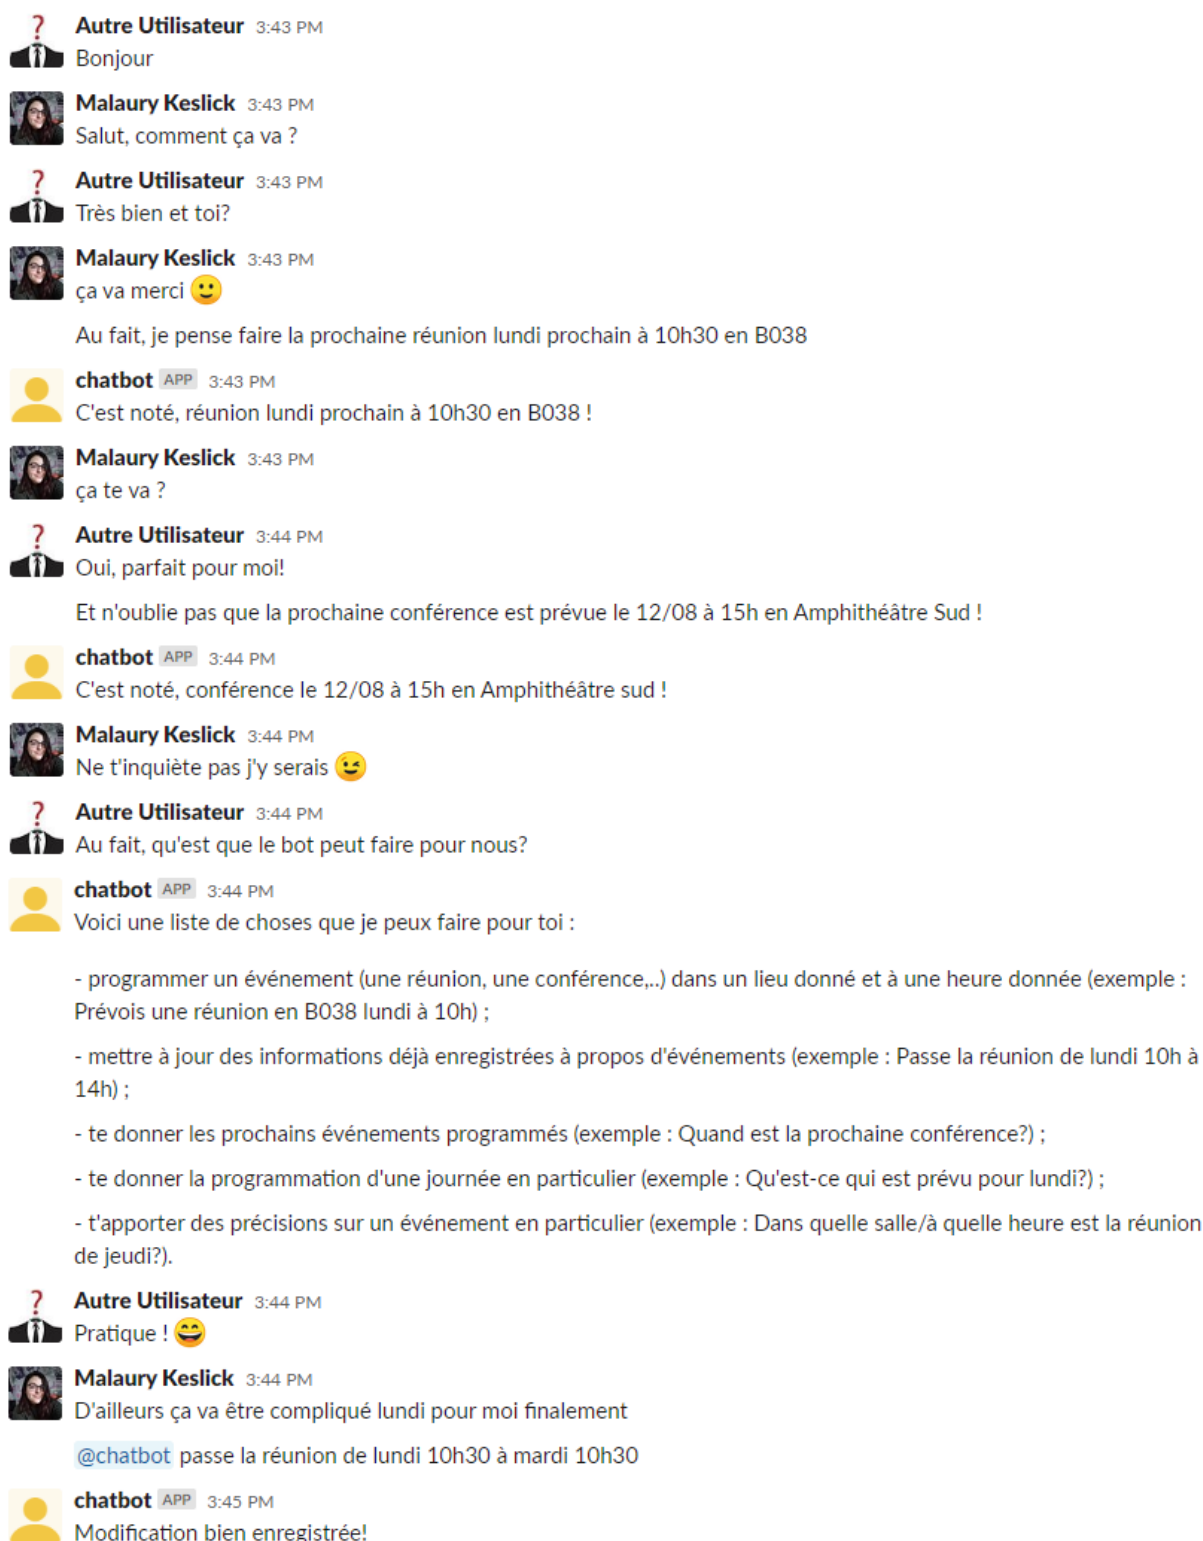 Autre Utilisateur 3:43 PM
Bonjour
Malaury Keslick 3:43 PM
Salut, comment ça va ?
Autre Utilisateur 3:43 PM
Très bien et toi?
Malaury Keslick 3:43 PM
ça va merci 🙂
Au fait, je pense faire la prochaine réunion lundi prochain à 10h30 en B038
chatbot APP 3:43 PM
C'est noté, réunion lundi prochain à 10h30 en B038 !
Malaury Keslick 3:43 PM
ça te va ?
Autre Utilisateur 3:44 PM
Oui, parfait pour moi!
Et n'oublie pas que la prochaine conférence est prévue le 12/08 à 15h en Amphithéâtre Sud !
chatbot APP 3:44 PM
C'est noté, conférence le 12/08 à 15h en Amphithéâtre sud !
Malaury Keslick 3:44 PM
Ne t'inquiète pas j'y serais 😉
Autre Utilisateur 3:44 PM
Au fait, qu'est que le bot peut faire pour nous?
chatbot APP 3:44 PM
Voici une liste de choses que je peux faire pour toi :
- programmer un événement (une réunion, une conférence,..) dans un lieu donné et à une heure donnée (exemple :
Prévois une réunion en B038 lundi à 10h) ;
- mettre à jour des informations déjà enregistrées à propos d'événements (exemple : Passe la réunion de lundi 10h à
14h) ;
- te donner les prochains événements programmés (exemple : Quand est la prochaine conférence?) ;
- te donner la programmation d'une journée en particulier (exemple : Qu'est-ce qui est prévu pour lundi?) ;
- t'apporter des précisions sur un événement en particulier (exemple : Dans quelle salle/à quelle heure est la réunion
de jeudi?).
Autre Utilisateur 3:44 PM
Pratique ! 😄
Malaury Keslick 3:44 PM
D'ailleurs ça va être compliqué lundi pour moi finalement
@chatbot passe la réunion de lundi 10h30 à mardi 10h30
chatbot APP 3:45 PM
Modification bien enregistrée!